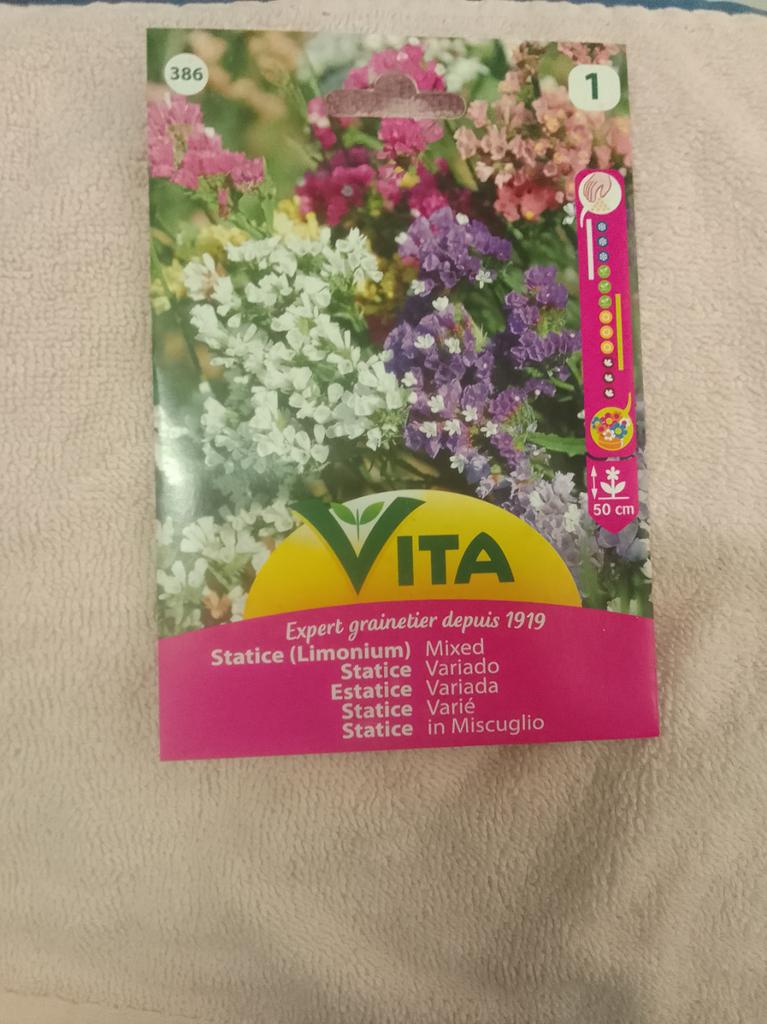 386
1
50 cm
VITA
Expert grainetier depuis 1919
Statice (Limonium) Mixed
Statice Variado
Estatice Variada
Statice Varié
Statice in Miscuglio